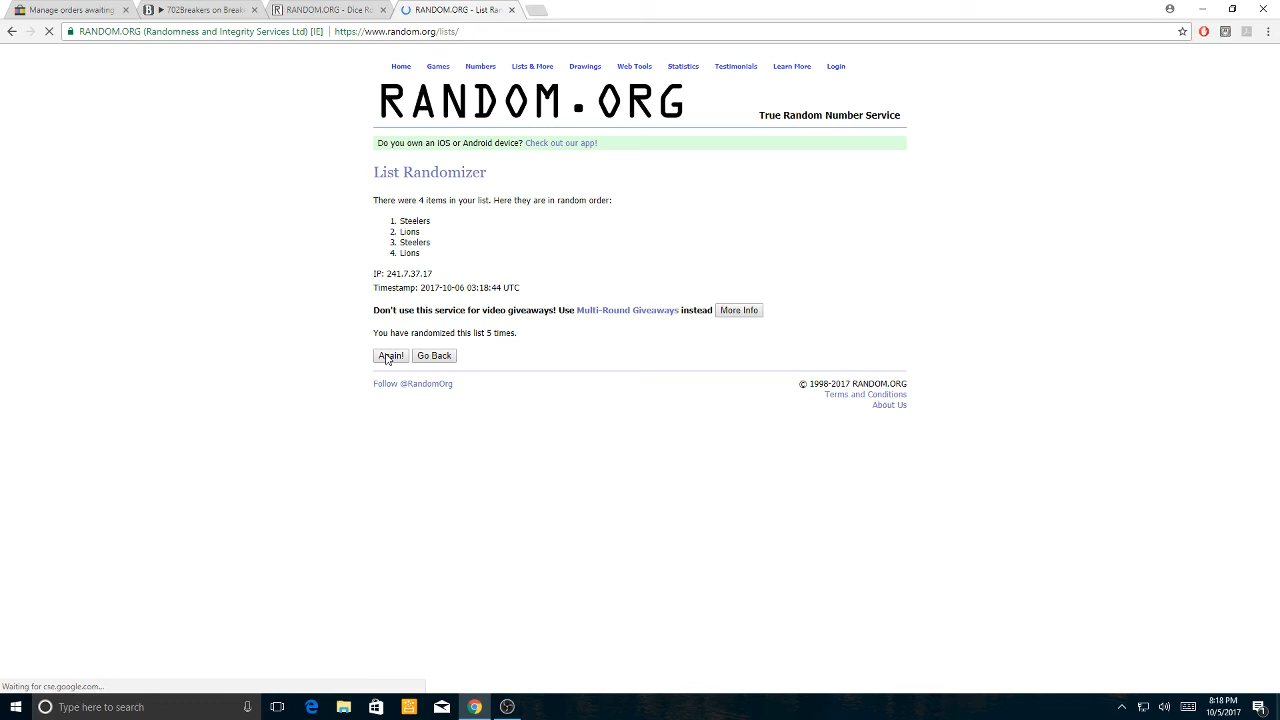 Manage orders awaiting
702Breakers on Break
RANDOM.ORG - Dice Ro
RANDOM.ORG - List Ran
RANDOM.ORG (Randomness and Integrity Services Ltd) [IE] https://www.random.org/lists/
Home Games Numbers Lists & More Drawings Web Tools Statistics Testimonials Learn More Login
RANDOM.ORG
True Random Number Service
Do you own an iOS or Android device? Check out our app!
List Randomizer
There were 4 items in your list. Here they are in random order:
1. Steelers
2. Lions
3. Steelers
4. Lions
IP: 241.7.37.17
Timestamp: 2017-10-06 03:18:44 UTC
Don't use this service for video giveaways! Use Multi-Round Giveaways instead More Info
You have randomized this list 5 times.
Again! Go Back
Follow @RandomOrg
© 1998-2017 RANDOM.ORG
Terms and Conditions
About Us
Waiting for cse.google.com...
Type here to search
8:18 PM
10/5/2017